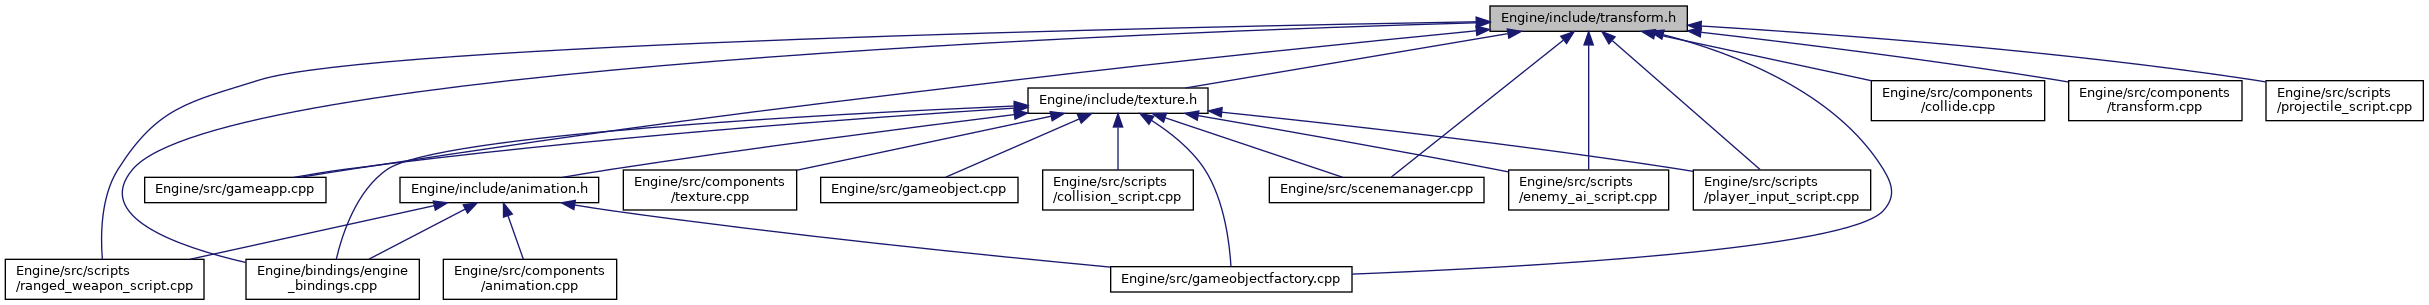 Engine/include/transform.h
Engine/include/texture.h
Engine/src/components
/collide.cpp
Engine/src/components
/transform.cpp
Engine/src/scripts
/projectile_script.cpp
Engine/src/gameapp.cpp
Engine/include/animation.h
Engine/src/components
/texture.cpp
Engine/src/gameobject.cpp
Engine/src/scripts
/collision_script.cpp
Engine/src/scenemanager.cpp
Engine/src/scripts
/enemy_ai_script.cpp
Engine/src/scripts
/player_input_script.cpp
Engine/src/scripts
/ranged_weapon_script.cpp
Engine/bindings/engine
_bindings.cpp
Engine/src/components
/animation.cpp
Engine/src/gameobjectfactory.cpp